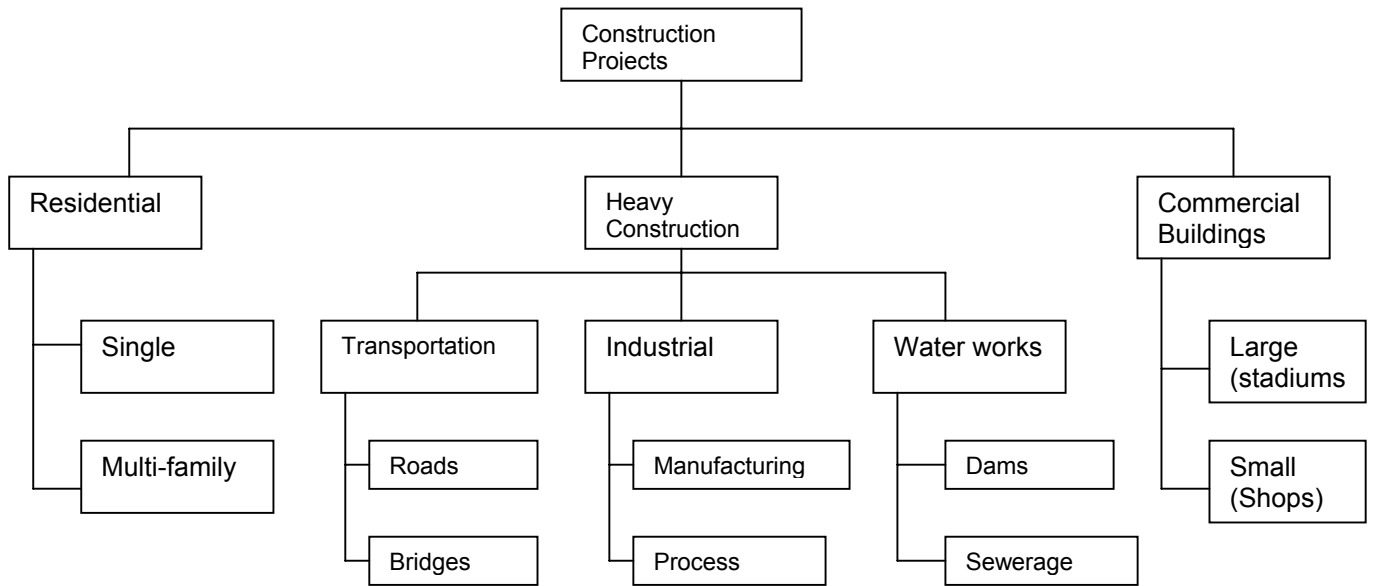 Construction
Projects
Residential
Heavy
Construction
Commercial
Buildings
Single
Transportation
Industrial
Water works
Large
(stadiums
Multi-family
Roads
Manufacturing
Dams
Small
(Shops)
Bridges
Process
Sewerage